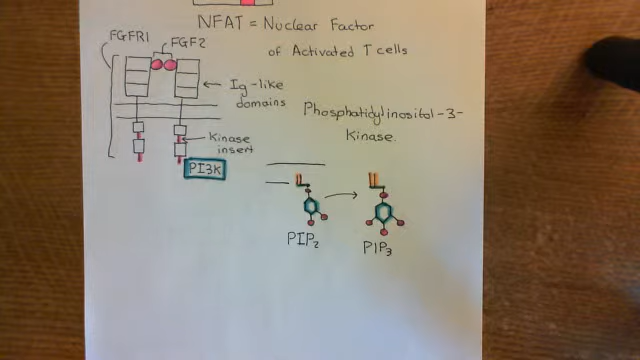 NFAT = Nuclear Factor
of Activated T cells
FGFR1
FGF2
Ig-like
domains
Phosphatidylinositol-3-
Kinase.
Kinase
insert
PI3K
PIP2
PIP3